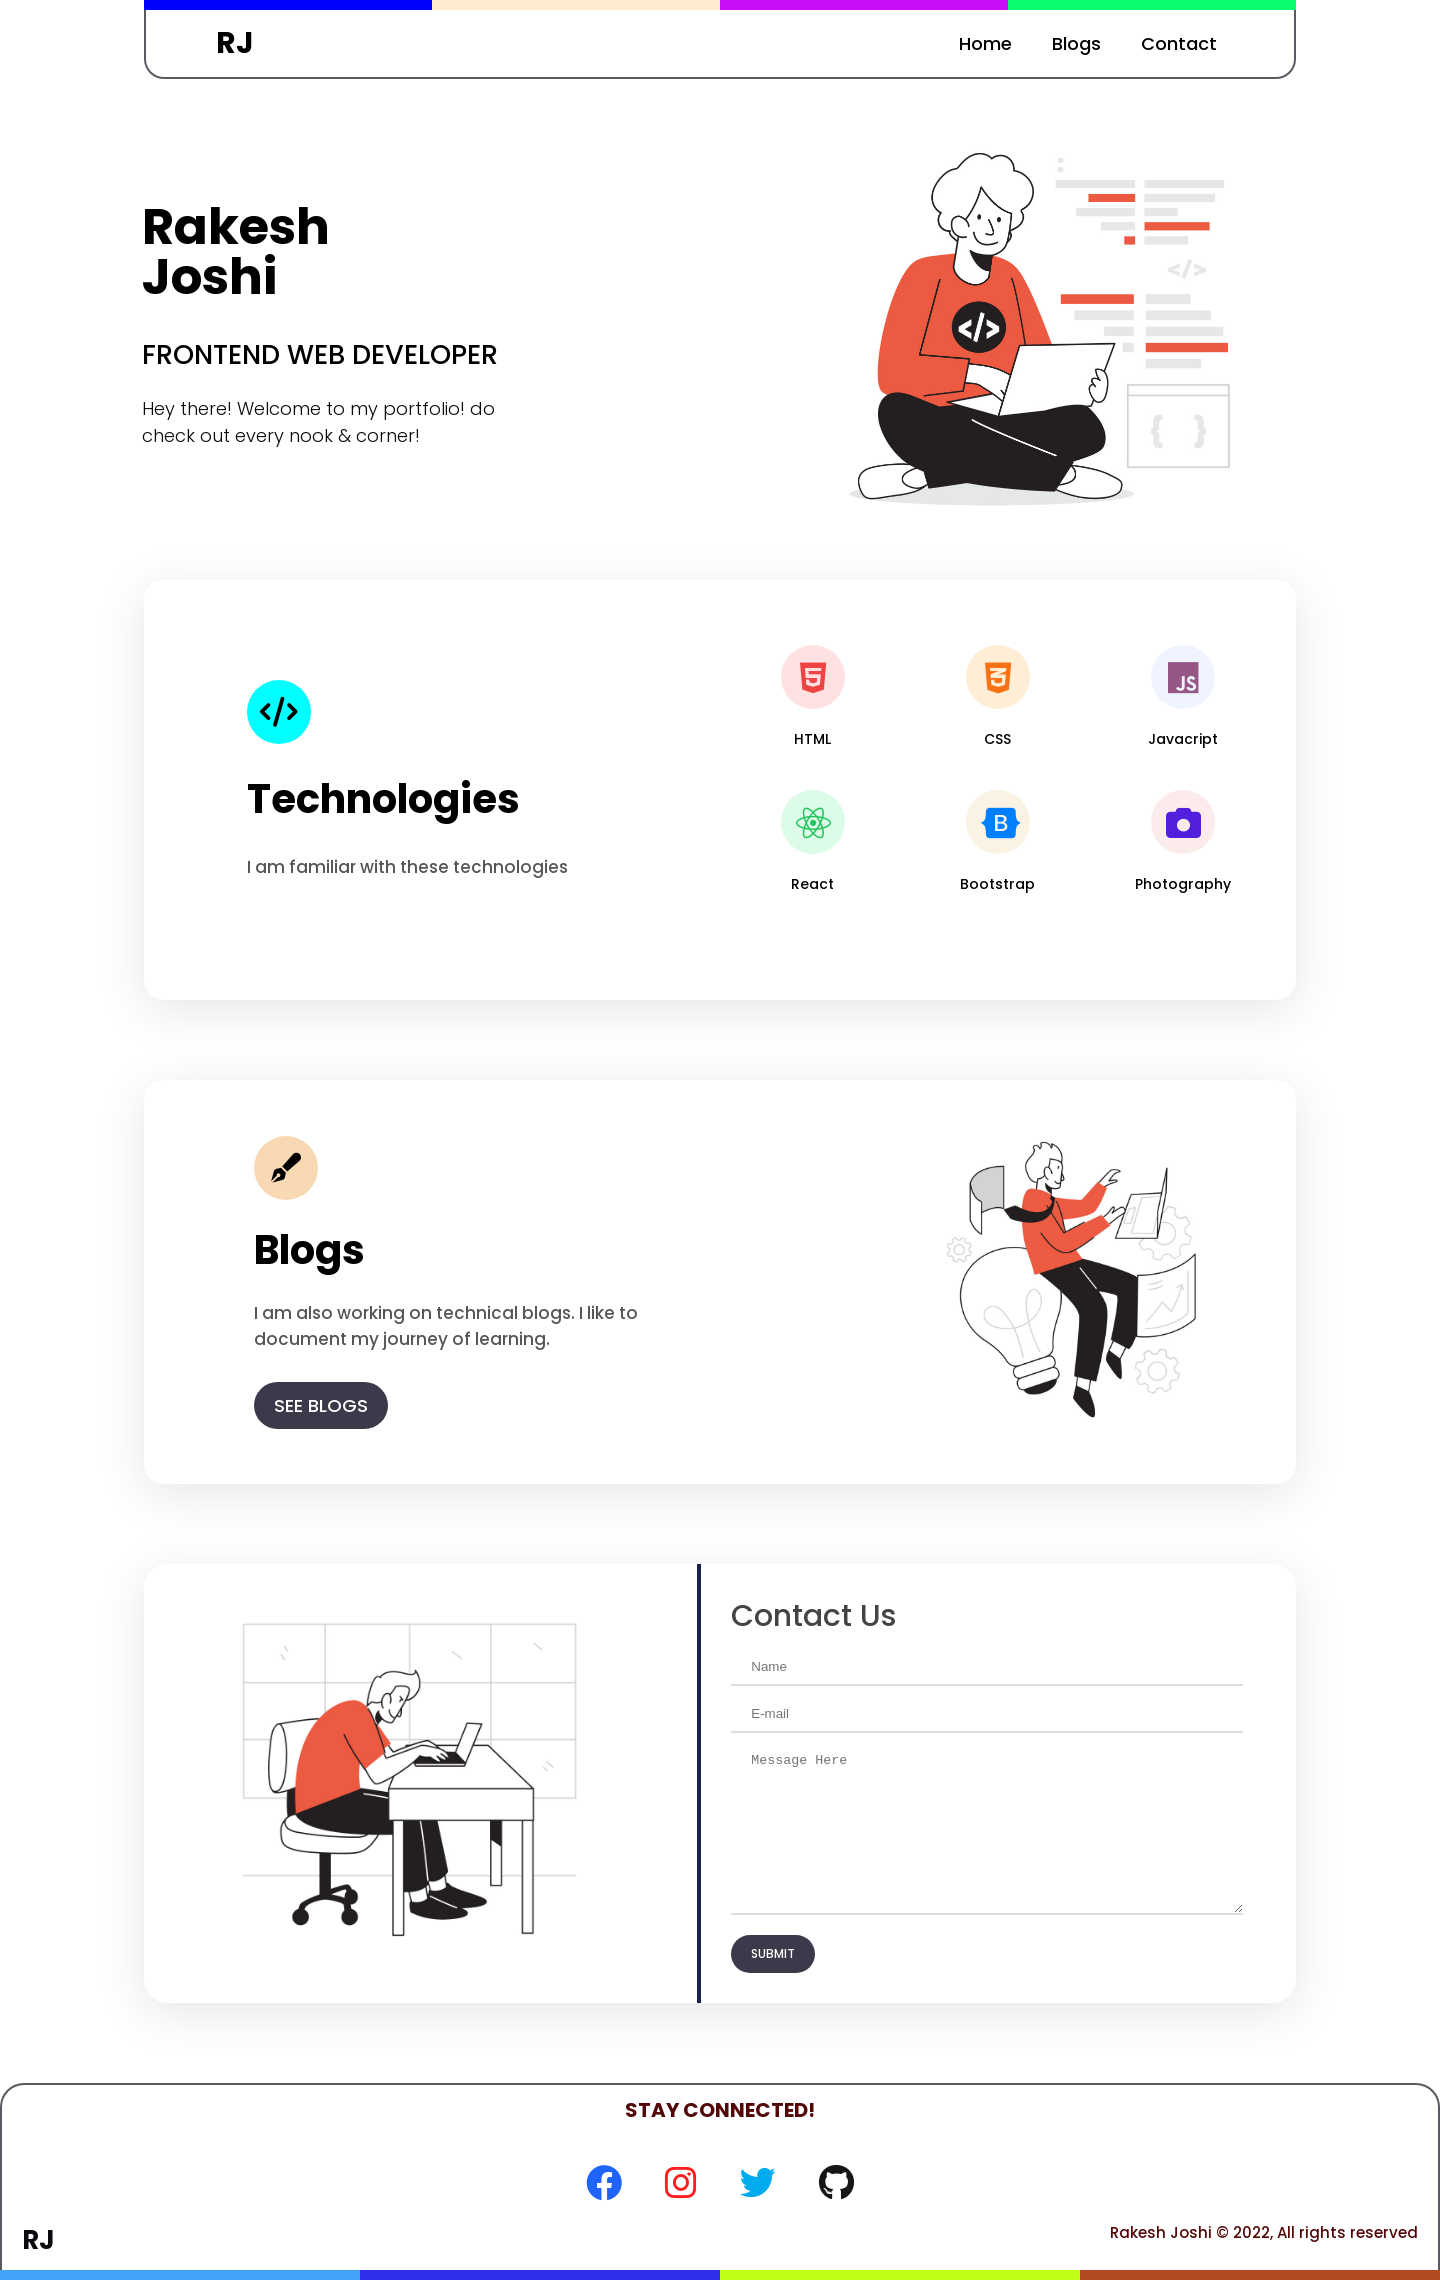 RJ
Home Blogs Contact
Rakesh
Joshi
FRONTEND WEB DEVELOPER
Hey there! Welcome to my portfolio! do
check out every nook & corner!
</>
</>
{ }
Technologies
I am familiar with these technologies
HTML
CSS
JS
Javacript
React
B
Bootstrap
Photography
Blogs
I am also working on technical blogs. I like to
document my journey of learning.
SEE BLOGS
Contact Us
Name
E-mail
Message Here
SUBMIT
STAY CONNECTED!
RJ
Rakesh Joshi © 2022, All rights reserved